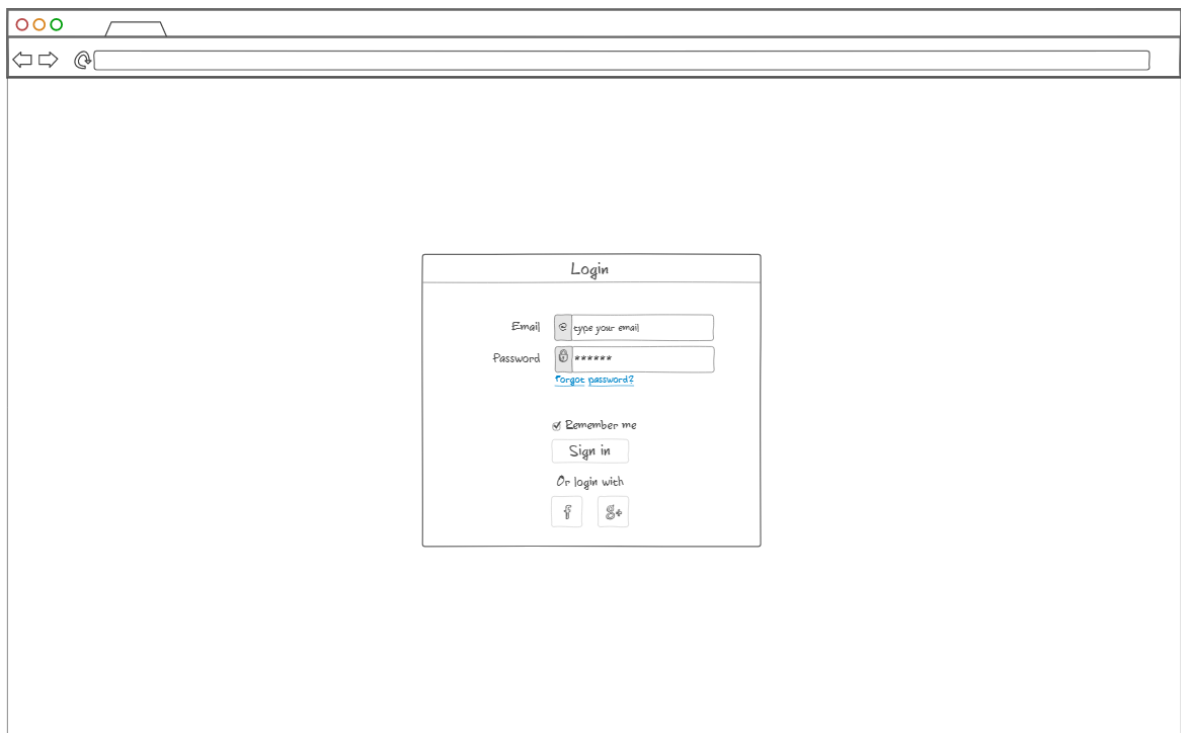 Login
Email @ type your email
Password ******
Forgot password?
Remember me
Sign in
Or login with
f g+